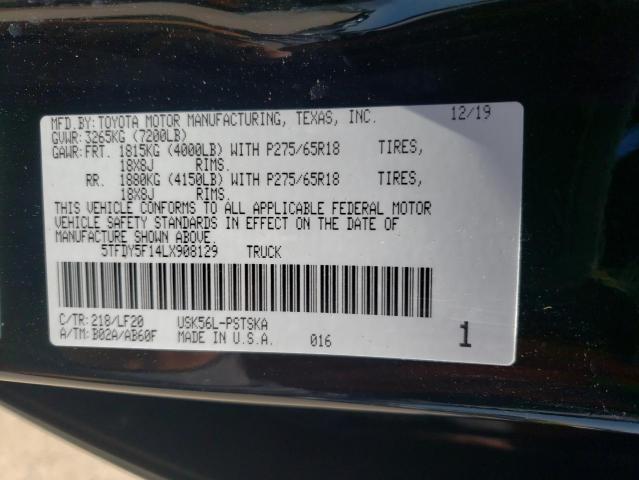 MFD.BY:TOYOTA MOTOR MANUFACTURING, TEXAS, INC. 12/19
GVWR:3265KG (7200LB)
GAWR:FRT. 1815KG (4000LB) WITH P275/65R18 TIRES,
18X8J RIMS.
RR. 1880KG (4150LB) WITH P275/65R18 TIRES,
18X8J RIMS.
THIS VEHICLE CONFORMS TO ALL APPLICABLE FEDERAL MOTOR
VEHICLE SAFETY STANDARDS IN EFFECT ON THE DATE OF
MANUFACTURE SHOWN ABOVE.
5TFDY5F14LX908129 TRUCK
C/TR:218/LF20 USK56L-PSTSKA
A/TM:B02A/AB60F MADE IN U.S.A. 016 1